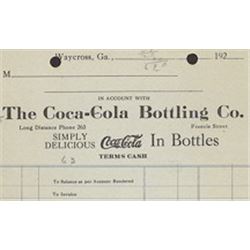 Waycross, Ga., 192
M
IN ACCOUNT WITH
The Coca-Cola Bottling Co.
Long Distance Phone 263 Francis Street
SIMPLY
DELICIOUS Coca-Cola In Bottles
TERMS CASH
To Balance as per Account Rendered
To Invoice